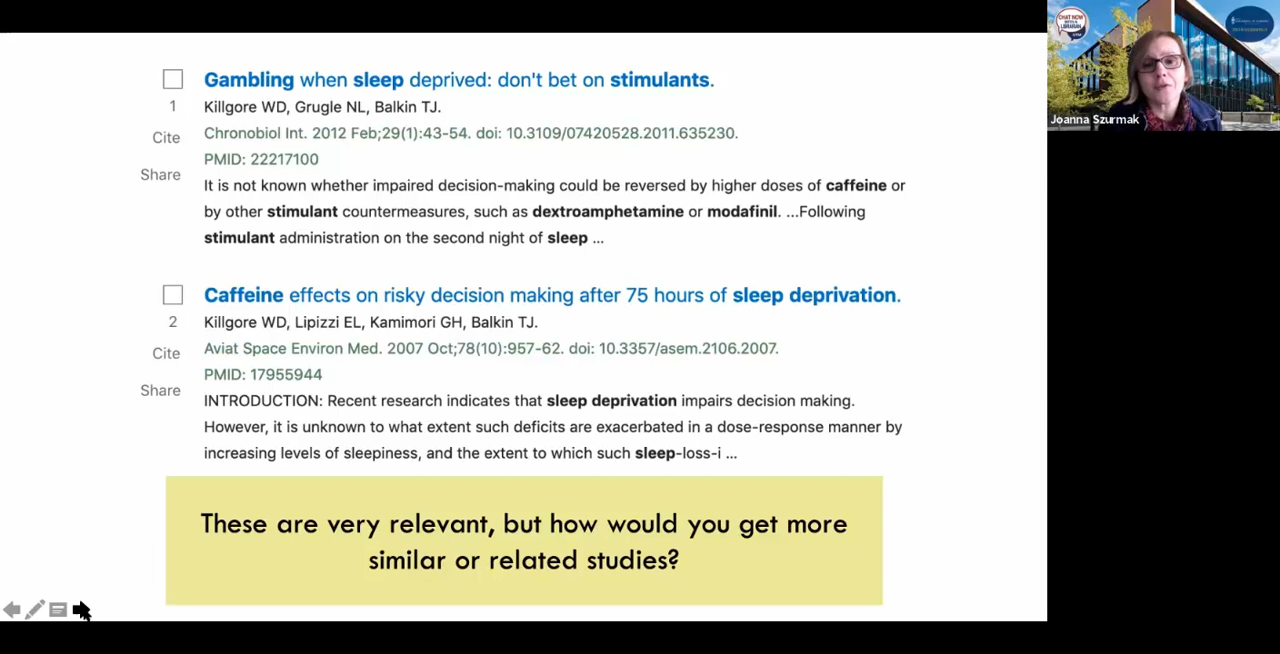 Gambling when sleep deprived: don't bet on stimulants.
1
Killgore WD, Grugle NL, Balkin TJ.
Cite
Chronobiol Int. 2012 Feb;29(1):43-54. doi: 10.3109/07420528.2011.635230.
PMID: 22217100
Share
It is not known whether impaired decision-making could be reversed by higher doses of caffeine or
by other stimulant countermeasures, such as dextroamphetamine or modafinil. ...Following
stimulant administration on the second night of sleep ...
Caffeine effects on risky decision making after 75 hours of sleep deprivation.
2
Killgore WD, Lipizzi EL, Kamimori GH, Balkin TJ.
Cite
Aviat Space Environ Med. 2007 Oct;78(10):957-62. doi: 10.3357/asem.2106.2007.
PMID: 17955944
Share
INTRODUCTION: Recent research indicates that sleep deprivation impairs decision making.
However, it is unknown to what extent such deficits are exacerbated in a dose-response manner by
increasing levels of sleepiness, and the extent to which such sleep-loss-i ...
These are very relevant, but how would you get more
similar or related studies?
CHAT NOW
WITH A
LIBRARIAN
Joanna Szurmak